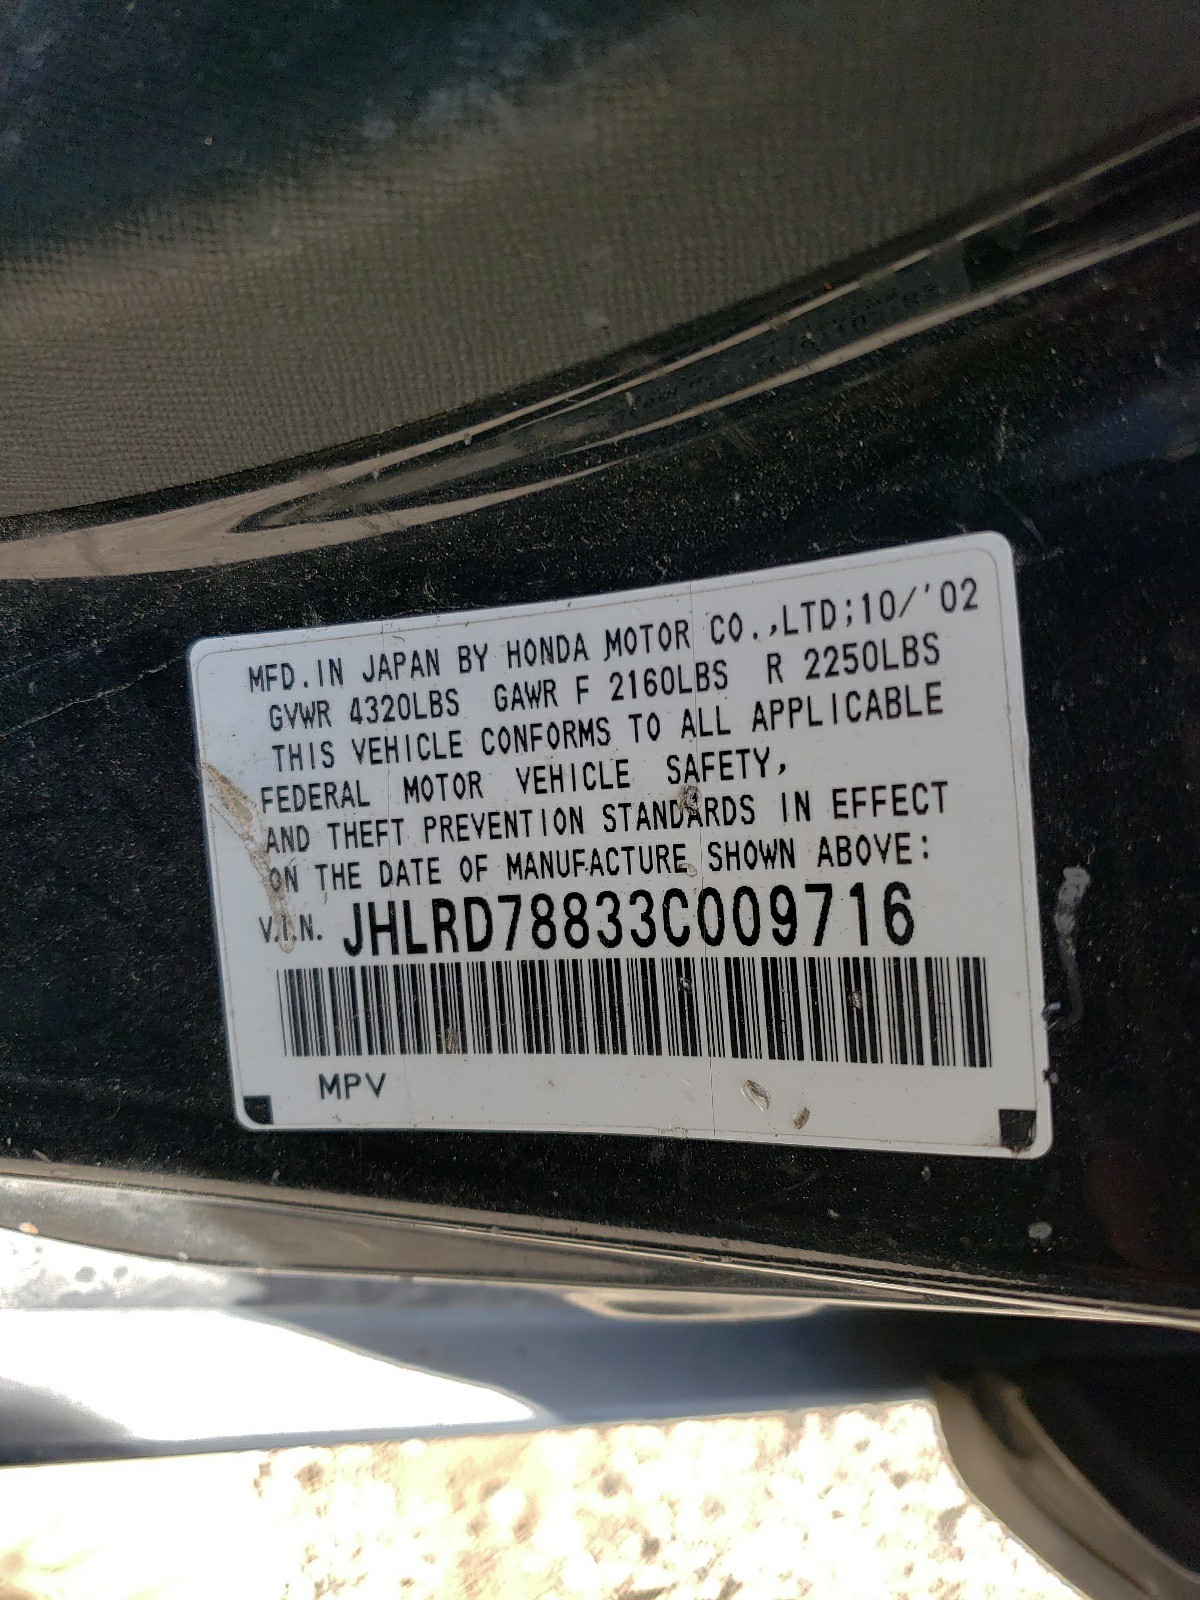 MFD.IN JAPAN BY HONDA MOTOR CO.,LTD;10/'02
GVWR 4320LBS GAWR F 2160LBS R 2250LBS
THIS VEHICLE CONFORMS TO ALL APPLICABLE
FEDERAL MOTOR VEHICLE SAFETY,
AND THEFT PREVENTION STANDARDS IN EFFECT
ON THE DATE OF MANUFACTURE SHOWN ABOVE:
V.I.N. JHLRD78833C009716
MPV